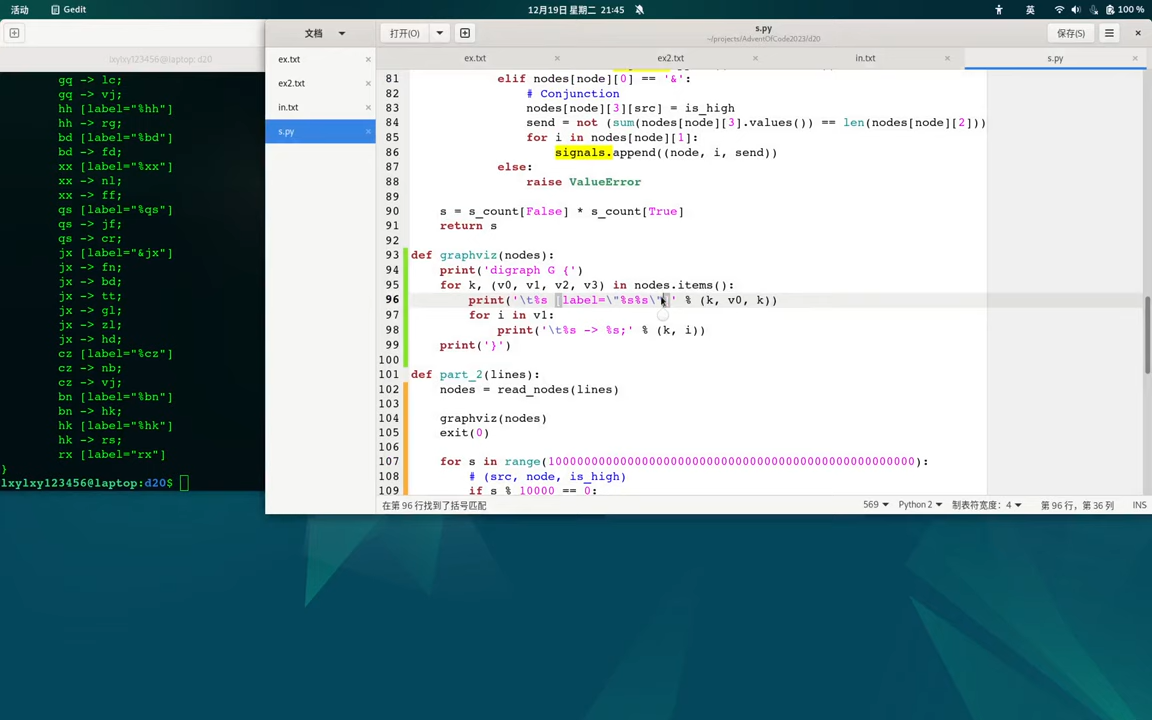 活动 Gedit 12月19日 星期二 21:45 英 100 %
文档 打开(O) s.py 保存(S)
~/projects/AdventOfCode2023/d20
lxylxy123456@laptop: d20
ex.txt ex2.txt in.txt s.py
ex.txt
ex2.txt
in.txt
s.py
gq -> lc;
gq -> vj;
hh [label="%hh"]
hh -> rg;
bd [label="%bd"]
bd -> fd;
xx [label="%xx"]
xx -> nl;
xx -> ff;
qs [label="%qs"]
qs -> jf;
qs -> cr;
jx [label="&jx"]
jx -> fn;
jx -> bd;
jx -> tt;
jx -> gl;
jx -> zl;
cz [label="%cz"]
cz -> nb;
cz -> vj;
bn [label="%bn"]
bn -> hk;
hk [label="%hk"]
hk -> rs;
rx [label="rx"]
}
lxylxy123456@laptop:d20$
81 elif nodes[node][0] == '&':
82 # Conjunction
83 nodes[node][3][src] = is_high
84 send = not (sum(nodes[node][3].values()) == len(nodes[node][2]))
85 for i in nodes[node][1]:
86 signals.append((node, i, send))
87 else:
88 raise ValueError
89
90 s = s_count[False] * s_count[True]
91 return s
92
93 def graphviz(nodes):
94 print('digraph G {')
95 for k, (v0, v1, v2, v3) in nodes.items():
96 print('\t%s [label=\"%s%s\"]' % (k, v0, k))
97 for i in v1:
98 print('\t%s -> %s;' % (k, i))
99 print('}')
100
101 def part_2(lines):
102 nodes = read_nodes(lines)
103
104 graphviz(nodes)
105 exit(0)
106
107 for s in range(10000000000000000000000000000000000000000000000000):
108 # (src, node, is_high)
109 if s % 10000 == 0:
在第 96 行找到了括号匹配 569 Python 2 制表符宽度：4 第 96 行，第 36 列 INS